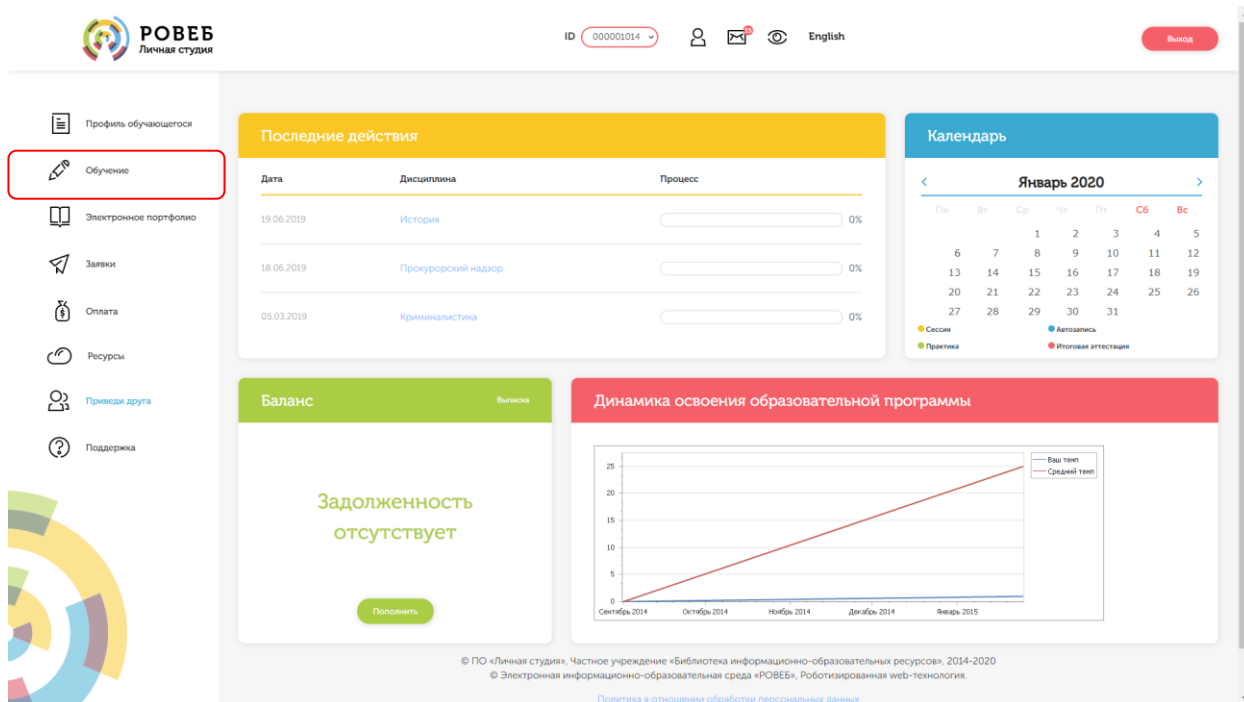 РОВЕБ
Личная студия
ID 000001014
15
English
Выход
Профиль обучающегося
Обучение
Электронное портфолио
Заявки
Оплата
Ресурсы
Приведи друга
Поддержка
Последние действия
Дата Дисциплина Процесс
19.06.2019 История 0%
18.06.2019 Прокурорский надзор 0%
05.03.2019 Криминалистика 0%
Календарь
< Январь 2020 >
Пн Вт Ср Чт Пт Сб Вс
1 2 3 4 5
6 7 8 9 10 11 12
13 14 15 16 17 18 19
20 21 22 23 24 25 26
27 28 29 30 31
Сессия Автозапись
Практика Итоговая аттестация
Баланс Выписка
Задолженность
отсутствует
Пополнить
Динамика освоения образовательной программы
Ваш темп
Средний темп
25
20
15
10
5
0
Сентябрь 2014 Октябрь 2014 Ноябрь 2014 Декабрь 2014 Январь 2015
© ПО «Личная студия», Частное учреждение «Библиотека информационно-образовательных ресурсов», 2014-2020
© Электронная информационно-образовательная среда «РОВЕБ», Роботизированная web-технология.
Политика в отношении обработки персональных данных